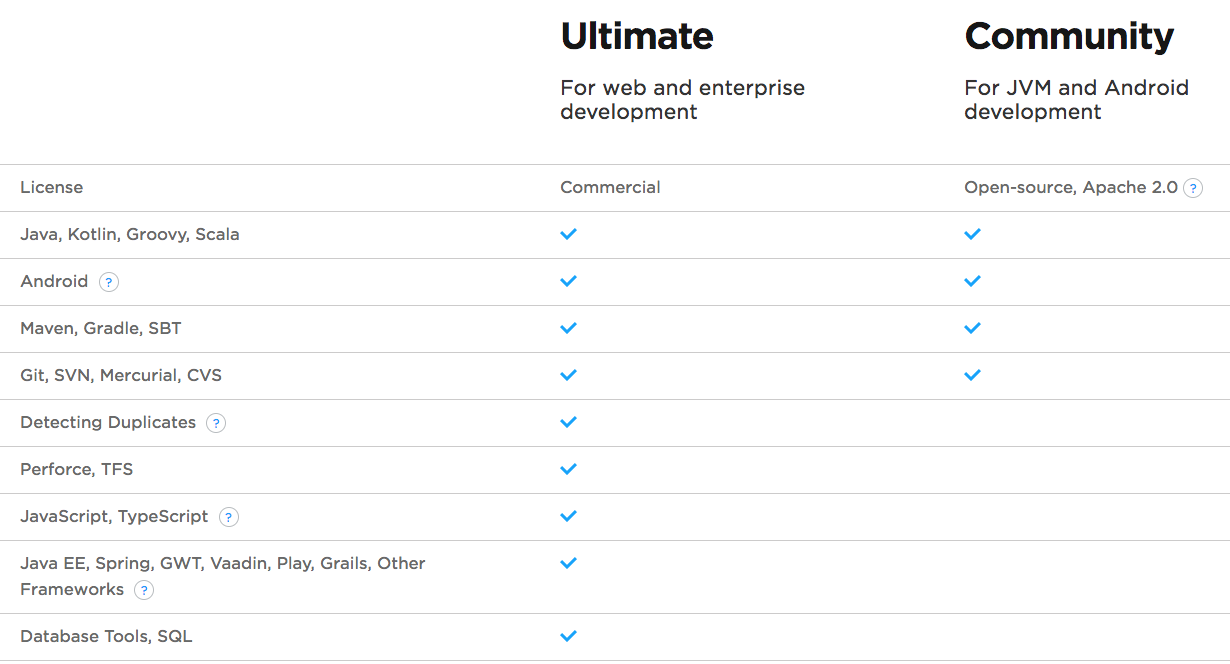 Ultimate
Community
For web and enterprise
development
For JVM and Android
development
License
Commercial
Open-source, Apache 2.0 ?
Java, Kotlin, Groovy, Scala
Android ?
Maven, Gradle, SBT
Git, SVN, Mercurial, CVS
Detecting Duplicates ?
Perforce, TFS
JavaScript, TypeScript ?
Java EE, Spring, GWT, Vaadin, Play, Grails, Other
Frameworks ?
Database Tools, SQL